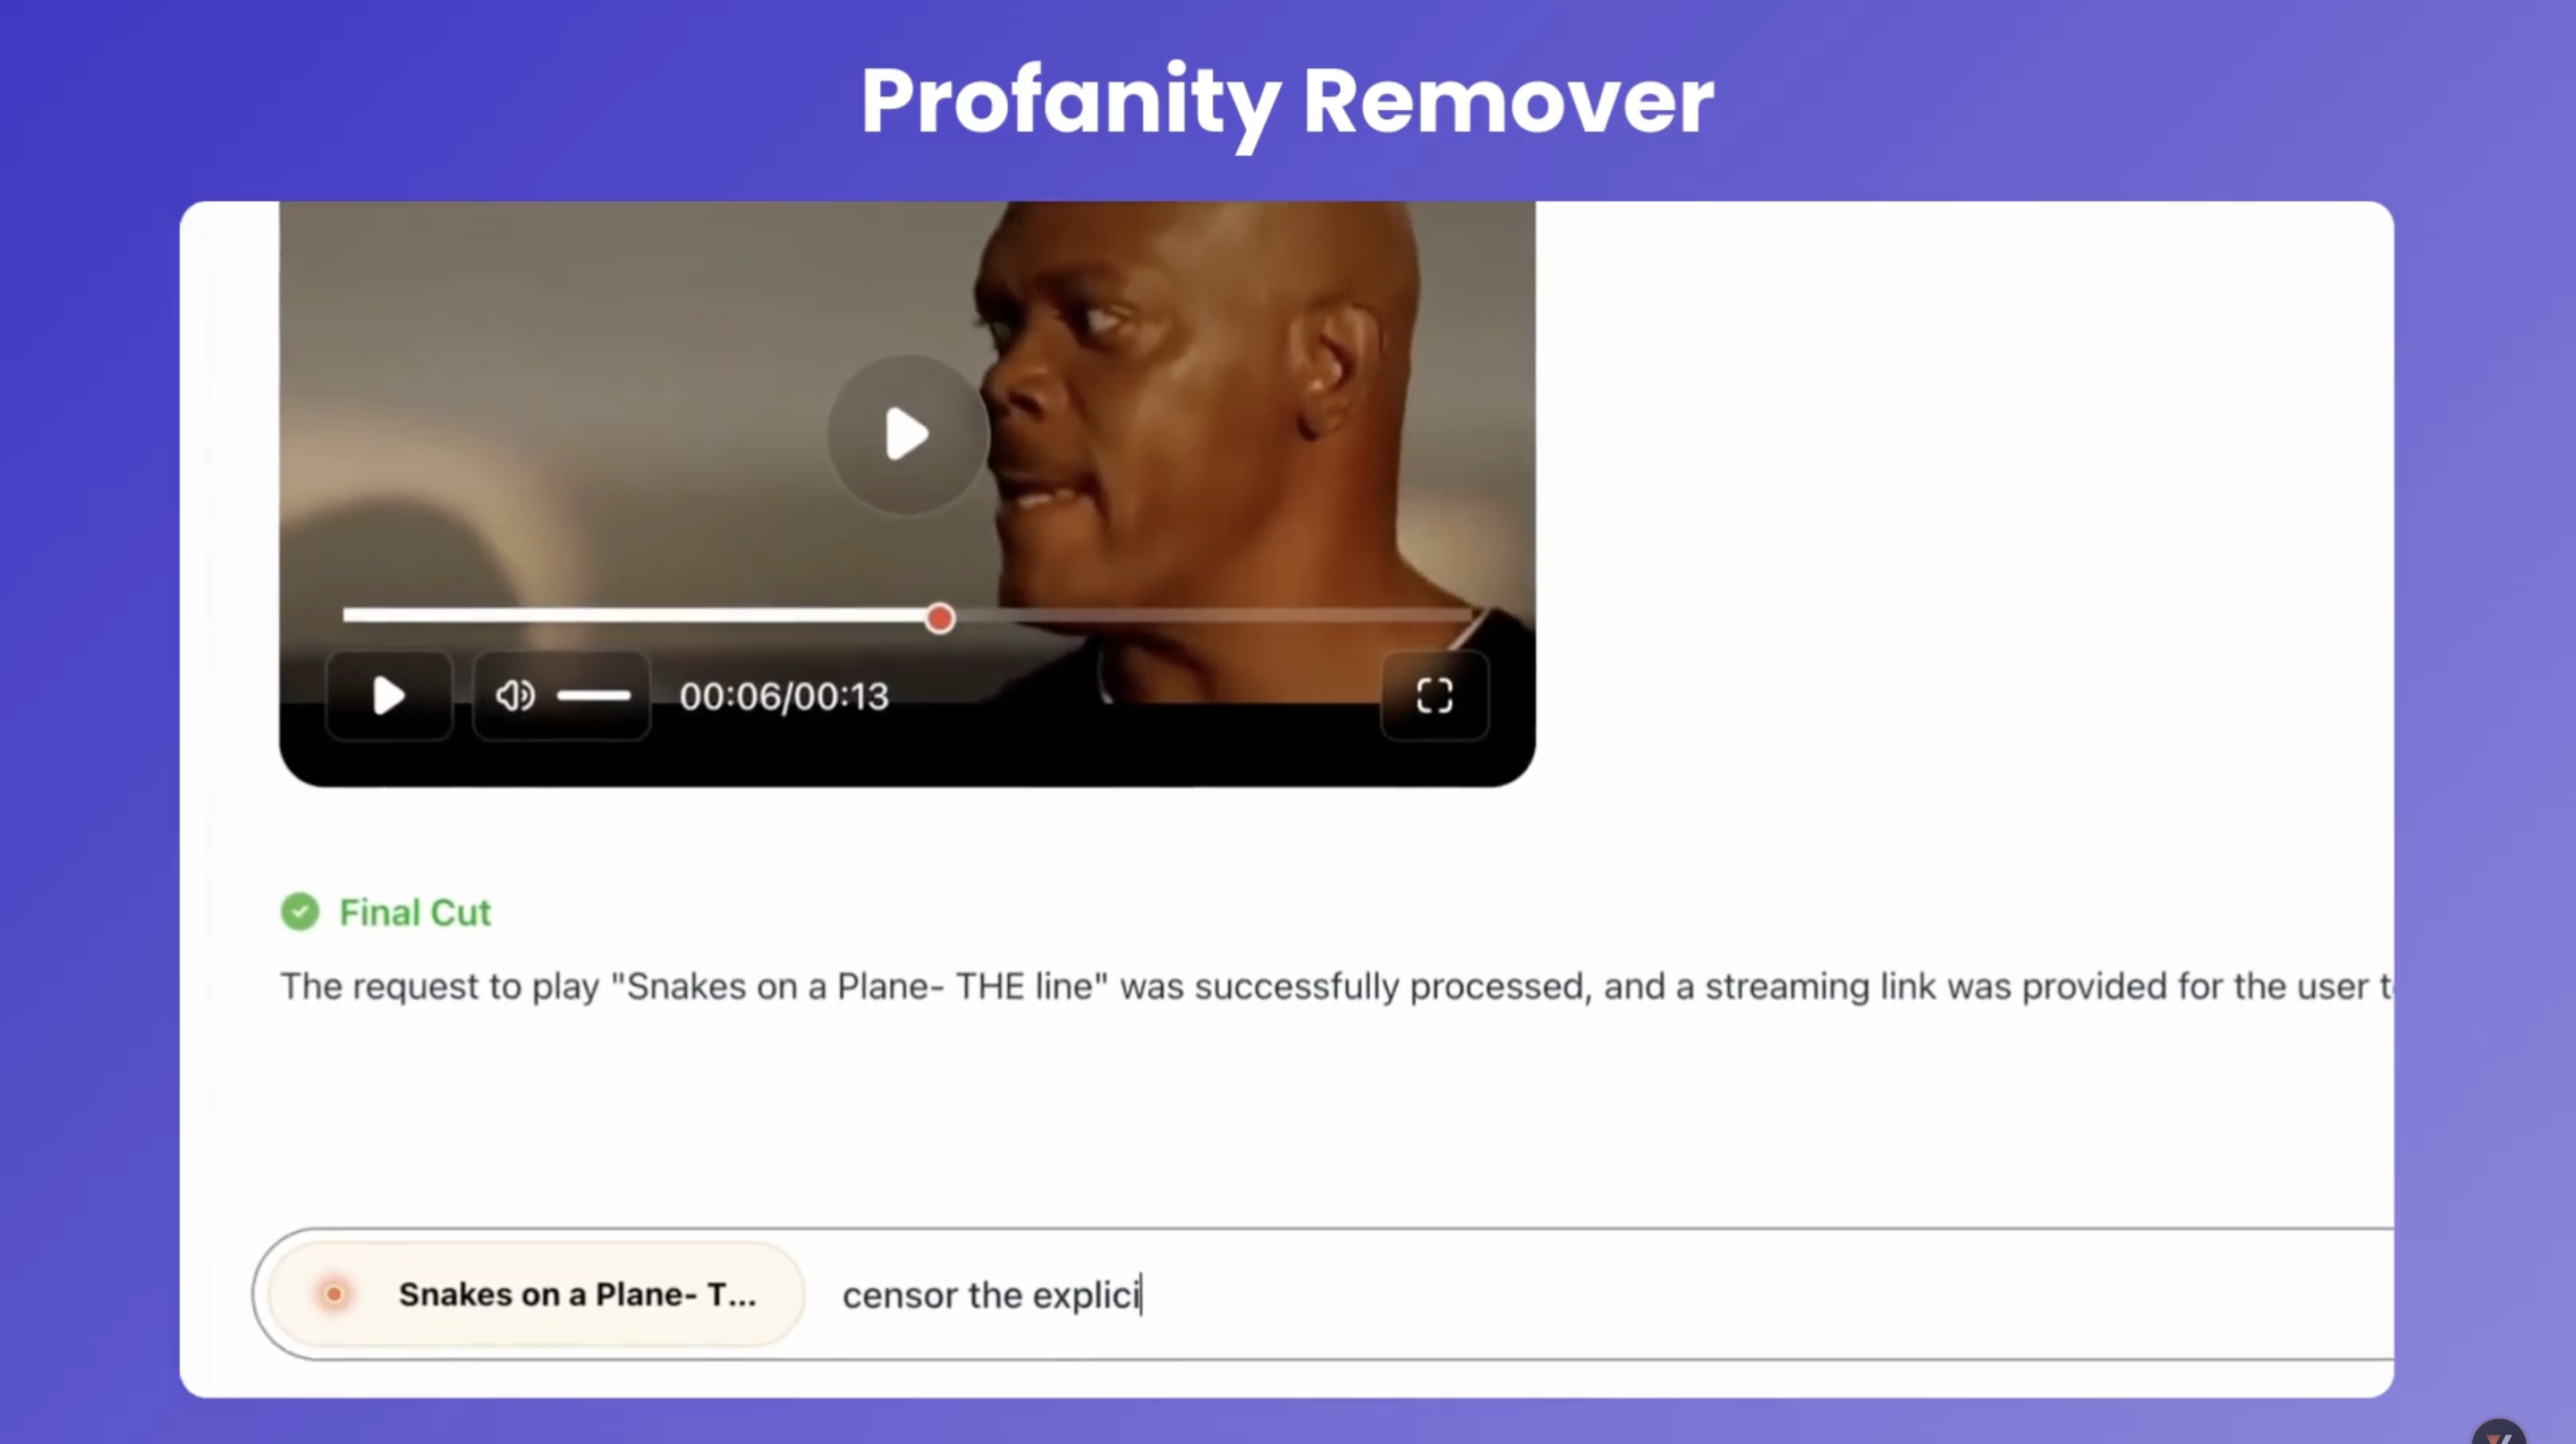 Profanity Remover
00:06/00:13
Final Cut
The request to play "Snakes on a Plane- THE line" was successfully processed, and a streaming link was provided for the user t
Snakes on a Plane- T...
censor the explici